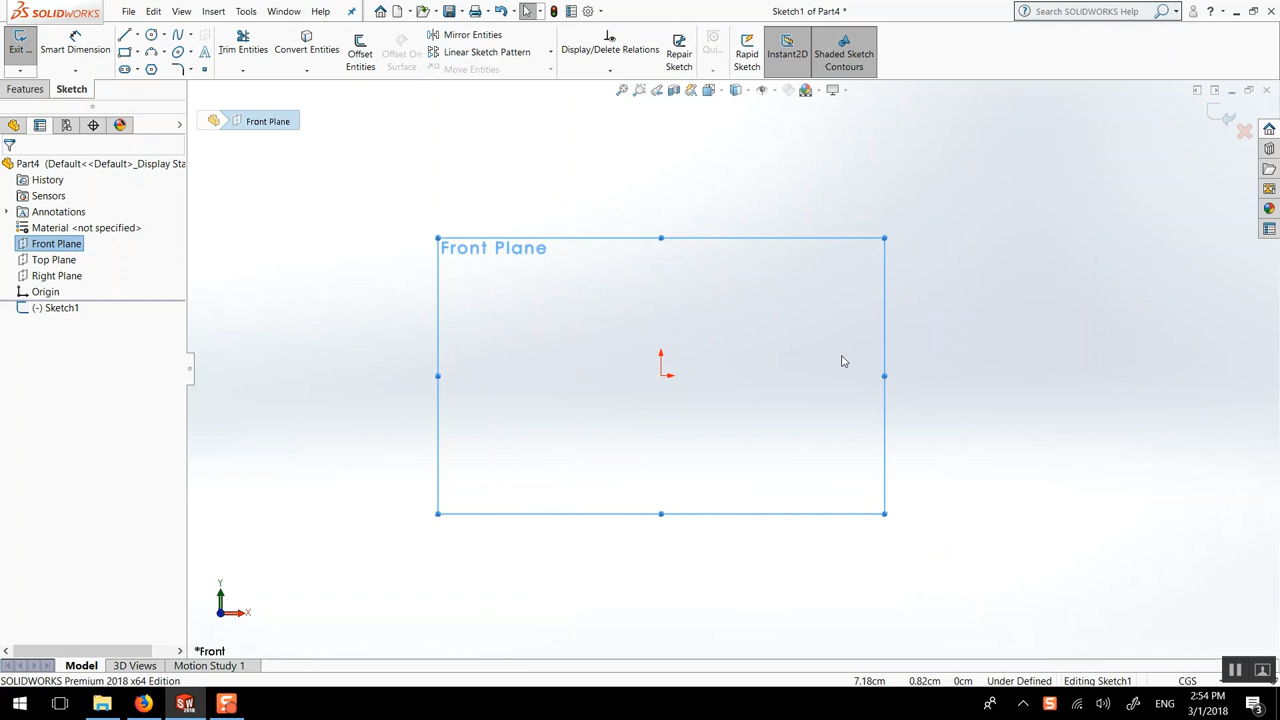 SOLIDWORKS File Edit View Insert Tools Window Help Sketch1 of Part4 * Search SOLIDWORKS Help ?
Exit ... Smart Dimension Trim Entities Convert Entities Offset Entities Offset On Surface Mirror Entities Display/Delete Relations Repair Sketch Qui... Rapid Sketch Instant2D Shaded Sketch Contours
Linear Sketch Pattern
Move Entities
Features Sketch
Front Plane
Part4 (Default<<Default>_Display Sta
History
Sensors
Annotations
Material <not specified>
Front Plane
Top Plane
Right Plane
Origin
(-) Sketch1
Front Plane
Y
X
*Front
Model 3D Views Motion Study 1
SOLIDWORKS Premium 2018 x64 Edition 7.18cm 0.82cm 0cm Under Defined Editing Sketch1 CGS
ENG 2:54 PM
3/1/2018
3